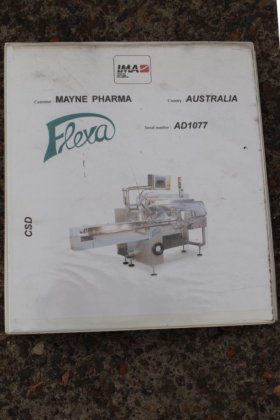 IMA
Customer MAYNE PHARMA
Country AUSTRALIA
Flexa
Serial number AD1077
CSD